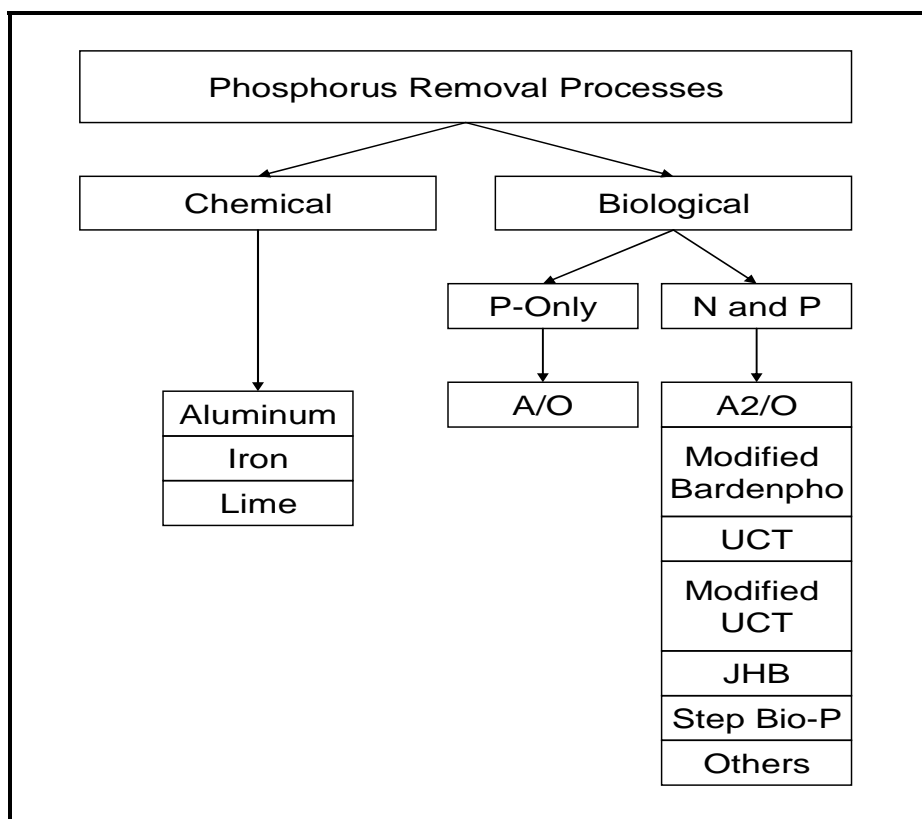 Phosphorus Removal Processes
Chemical
Biological
P-Only
N and P
Aluminum
Iron
Lime
A/O
A2/O
Modified
Bardenpho
UCT
Modified
UCT
JHB
Step Bio-P
Others